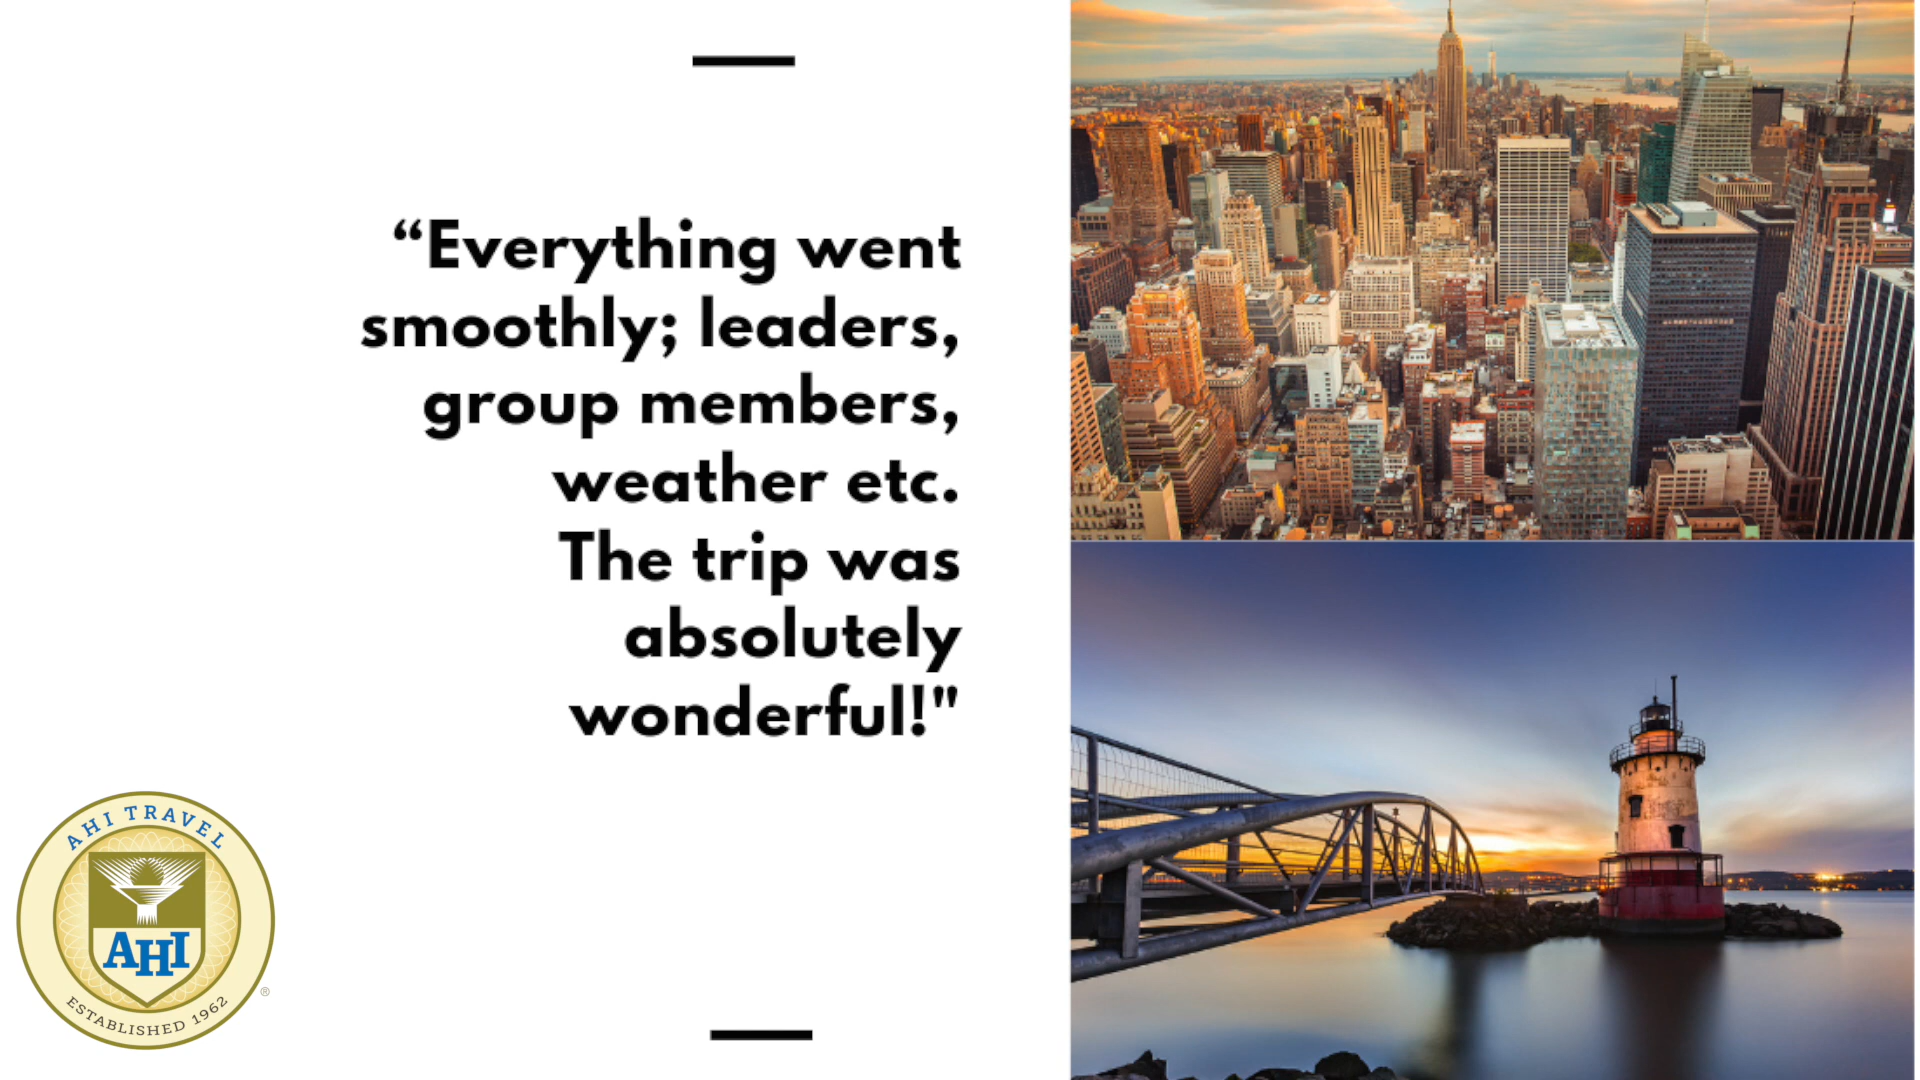 “Everything went
smoothly; leaders,
group members,
weather etc.
The trip was
absolutely
wonderful!"
AHI TRAVEL
AHI
ESTABLISHED 1962
®